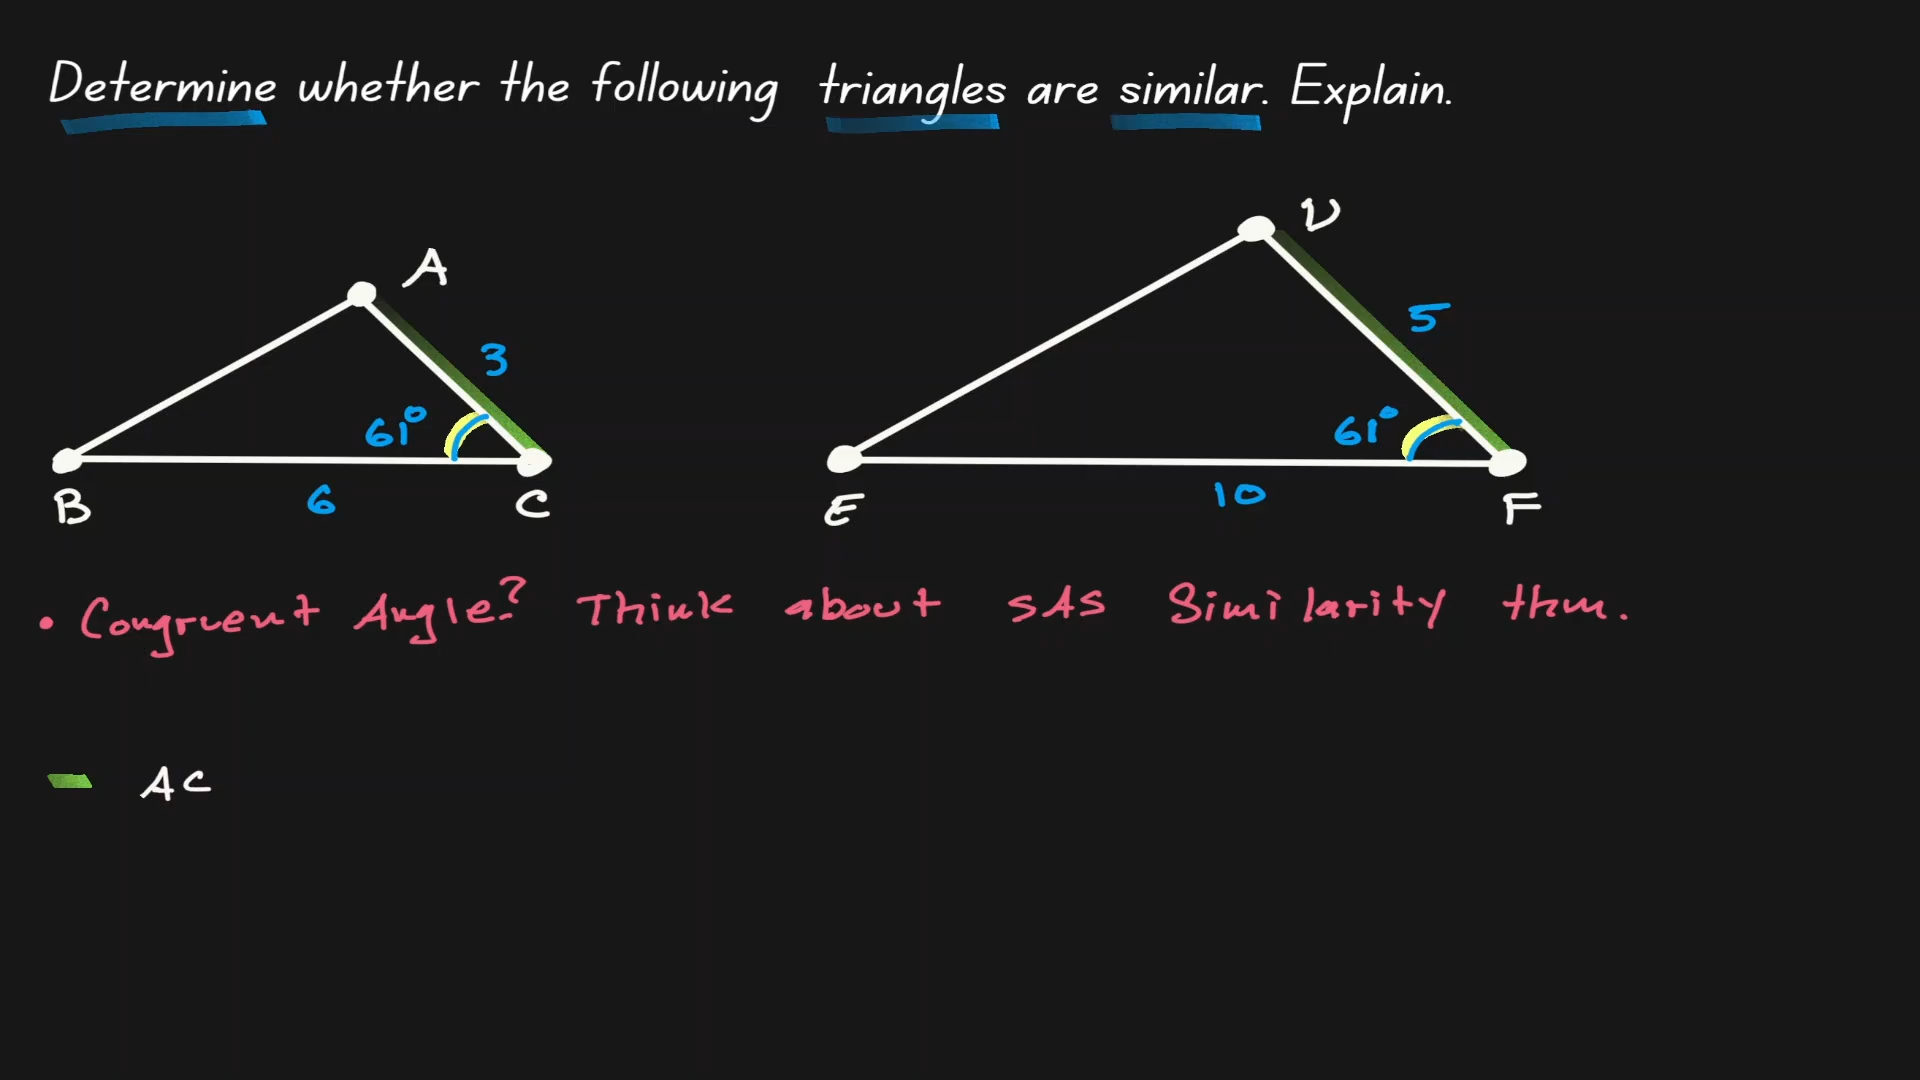 Determine whether the following triangles are similar. Explain.
A
3
61°
B
6
C
D
5
61°
E
10
F
• Congruent Angle? Think about SAS Similarity thm.
AC